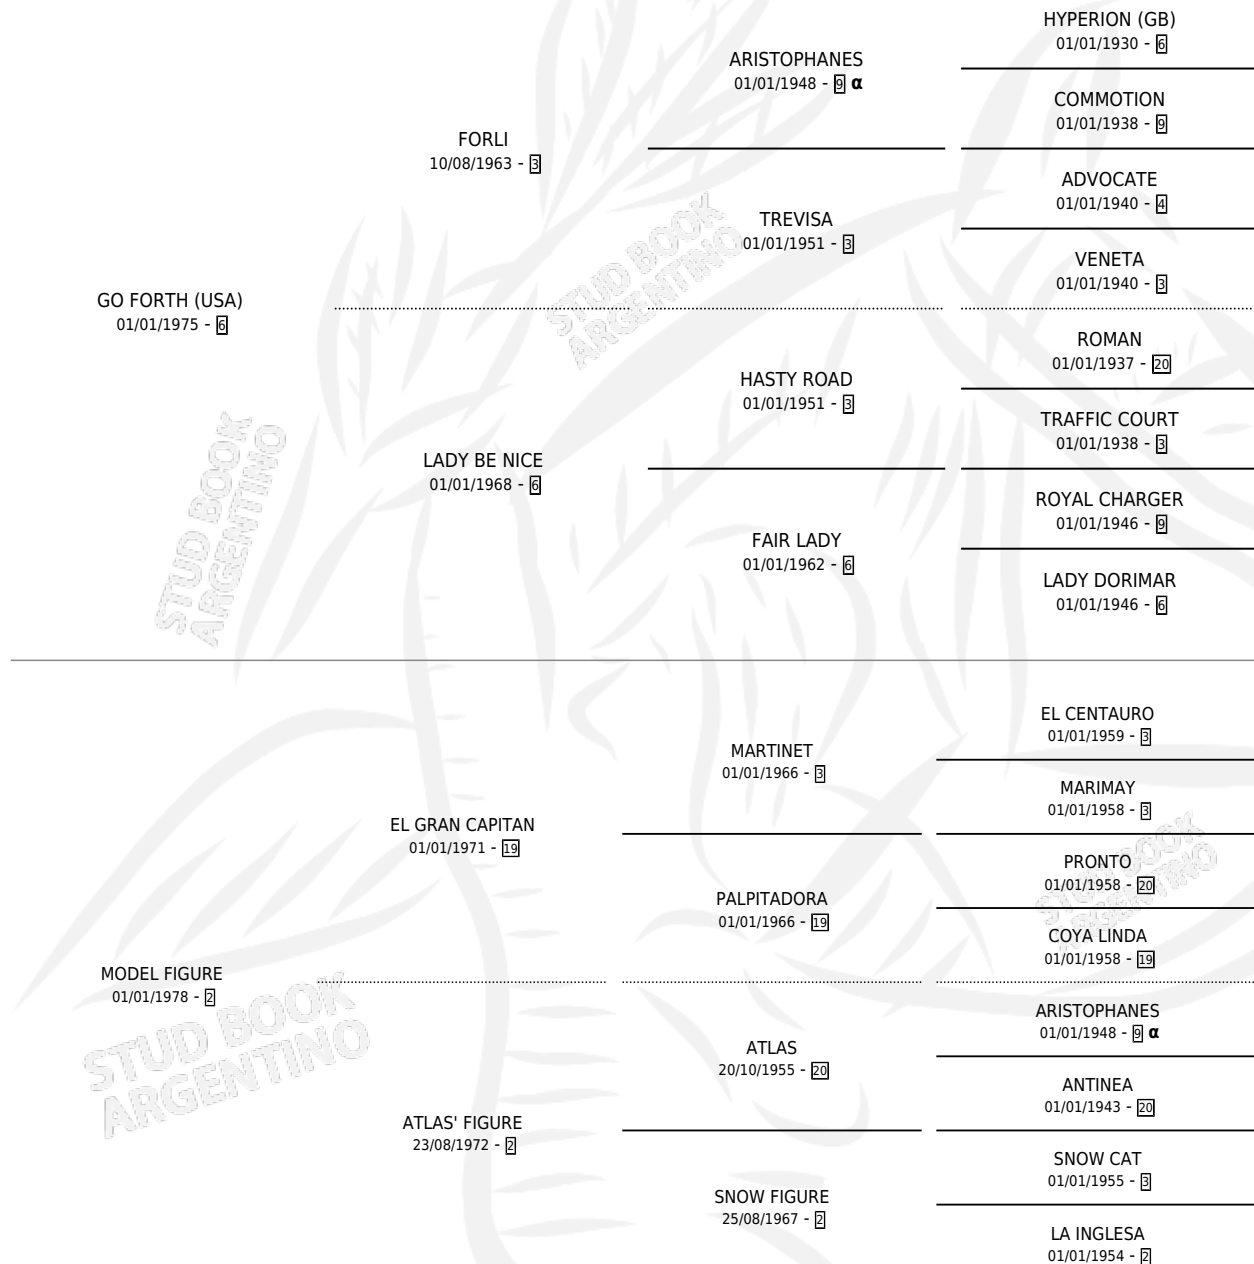 HYPERION (GB)
01/01/1930 - 6
ARISTOPHANES
01/01/1948 - 9 α
COMMOTION
01/01/1938 - 9
FORLI
10/08/1963 - 3
ADVOCATE
01/01/1940 - 4
TREVISA
01/01/1951 - 3
VENETA
01/01/1940 - 3
GO FORTH (USA)
01/01/1975 - 6
ROMAN
01/01/1937 - 20
HASTY ROAD
01/01/1951 - 3
TRAFFIC COURT
01/01/1938 - 3
LADY BE NICE
01/01/1968 - 6
ROYAL CHARGER
01/01/1946 - 9
FAIR LADY
01/01/1962 - 6
LADY DORIMAR
01/01/1946 - 6
EL CENTAURO
01/01/1959 - 3
MARTINET
01/01/1966 - 3
MARIMAY
01/01/1958 - 3
EL GRAN CAPITAN
01/01/1971 - 19
PRONTO
01/01/1958 - 20
PALPITADORA
01/01/1966 - 19
COYA LINDA
01/01/1958 - 19
MODEL FIGURE
01/01/1978 - 2
ARISTOPHANES
01/01/1948 - 9 α
ATLAS
20/10/1955 - 20
ANTINEA
01/01/1943 - 20
ATLAS' FIGURE
23/08/1972 - 2
SNOW CAT
01/01/1955 - 3
SNOW FIGURE
25/08/1967 - 2
LA INGLESA
01/01/1954 - 2
STUD BOOK
ARGENTINO
STUD BOOK
ARGENTINO
STUD BOOK
ARGENTINO
STUD BOOK
ARGENTINO